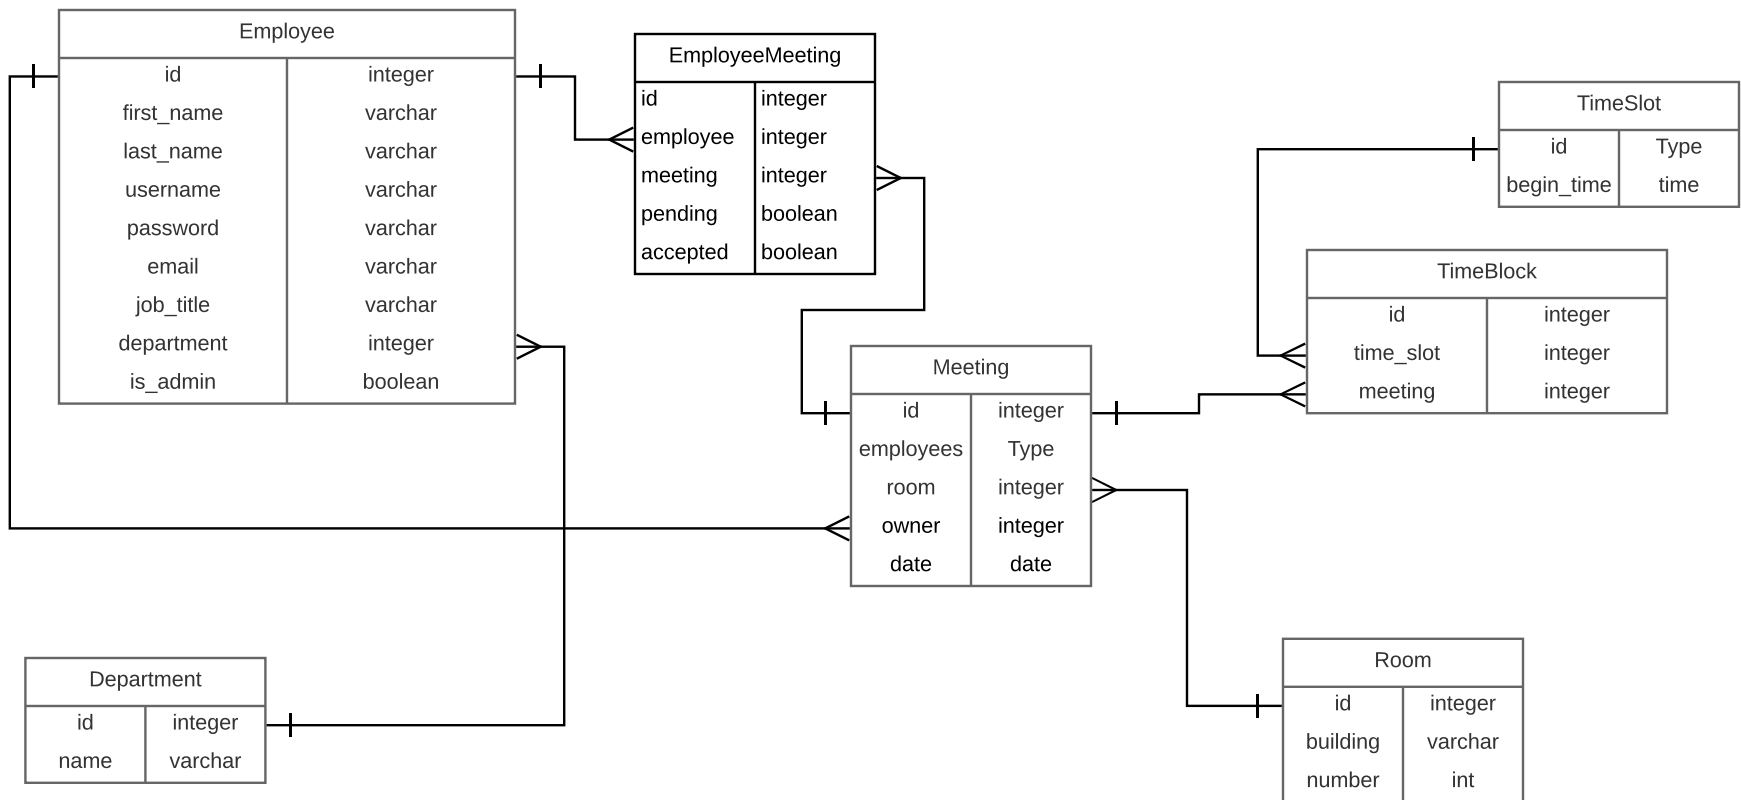 Employee
id integer
first_name varchar
last_name varchar
username varchar
password varchar
email varchar
job_title varchar
department integer
is_admin boolean
EmployeeMeeting
id integer
employee integer
meeting integer
pending boolean
accepted boolean
TimeSlot
id Type
begin_time time
TimeBlock
id integer
time_slot integer
meeting integer
Meeting
id integer
employees Type
room integer
owner integer
date date
Department
id integer
name varchar
Room
id integer
building varchar
number int